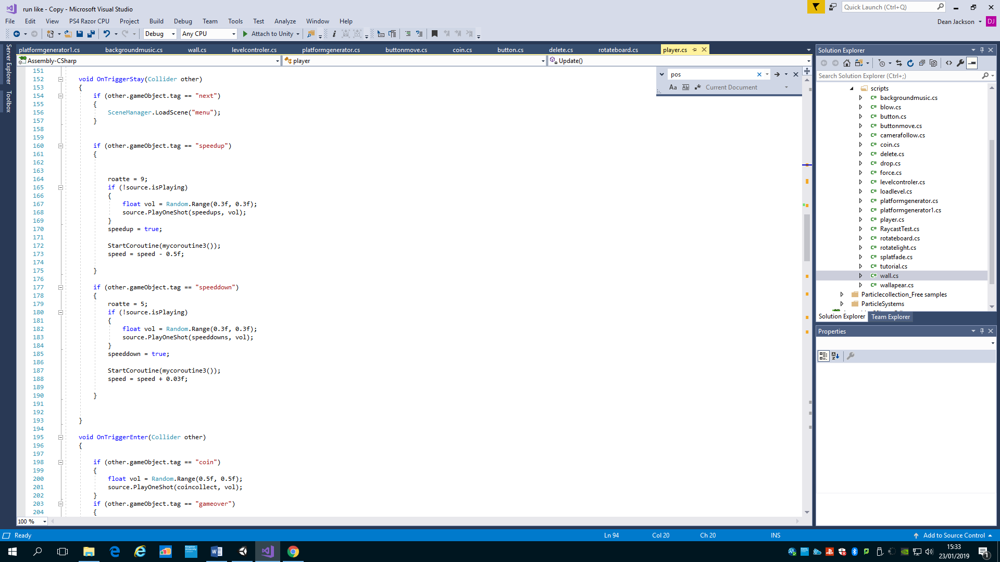 run like - Copy - Microsoft Visual Studio
Quick Launch (Ctrl+Q)
File Edit View PS4 Razor CPU Project Build Debug Team Tools Test Analyze Window Help
Dean Jackson DJ
Debug Any CPU Attach to Unity
Server Explorer
Toolbox
platformgenerator1.cs backgroundmusic.cs wall.cs levelcontroler.cs platformgenerator.cs buttonmove.cs coin.cs button.cs delete.cs rotateboard.cs player.cs
Assembly-CSharp player Update()
pos
Aa Ab Current Document
151
152 void OnTriggerStay(Collider other)
153 {
154 if (other.gameObject.tag == "next")
155 {
156 SceneManager.LoadScene("menu");
157 }
158
159
160 if (other.gameObject.tag == "speedup")
161 {
162
163
164 roatte = 9;
165 if (!source.isPlaying)
166 {
167 float vol = Random.Range(0.3f, 0.3f);
168 source.PlayOneShot(speedups, vol);
169 }
170 speedup = true;
171
172 StartCoroutine(mycoroutine3());
173 speed = speed - 0.5f;
174
175 }
176
177 if (other.gameObject.tag == "speeddown")
178 {
179 roatte = 5;
180 if (!source.isPlaying)
181 {
182 float vol = Random.Range(0.3f, 0.3f);
183 source.PlayOneShot(speeddowns, vol);
184 }
185 speeddown = true;
186
187 StartCoroutine(mycoroutine3());
188 speed = speed + 0.03f;
189
190 }
191
192
193 }
194
195 void OnTriggerEnter(Collider other)
196 {
197
198 if (other.gameObject.tag == "coin")
199 {
200 float vol = Random.Range(0.5f, 0.5f);
201 source.PlayOneShot(coincollect, vol);
202 }
203 if (other.gameObject.tag == "gameover")
204 {
100 %
Solution Explorer
Search Solution Explorer (Ctrl+;)
scripts
C# backgroundmusic.cs
C# blow.cs
C# button.cs
C# buttonmove.cs
C# camerafollow.cs
C# coin.cs
C# delete.cs
C# drop.cs
C# force.cs
C# levelcontroler.cs
C# loadlevel.cs
C# platformgenerator.cs
C# platformgenerator1.cs
C# player.cs
C# RaycastTest.cs
C# rotateboard.cs
C# rotatelight.cs
C# splatfade.cs
C# tutorial.cs
C# wall.cs
C# wallapear.cs
Particlecollection_Free samples
ParticleSystems
Solution Explorer Team Explorer
Properties
Ready Ln 94 Col 20 Ch 20 INS Add to Source Control
15:33
23/01/2019
1